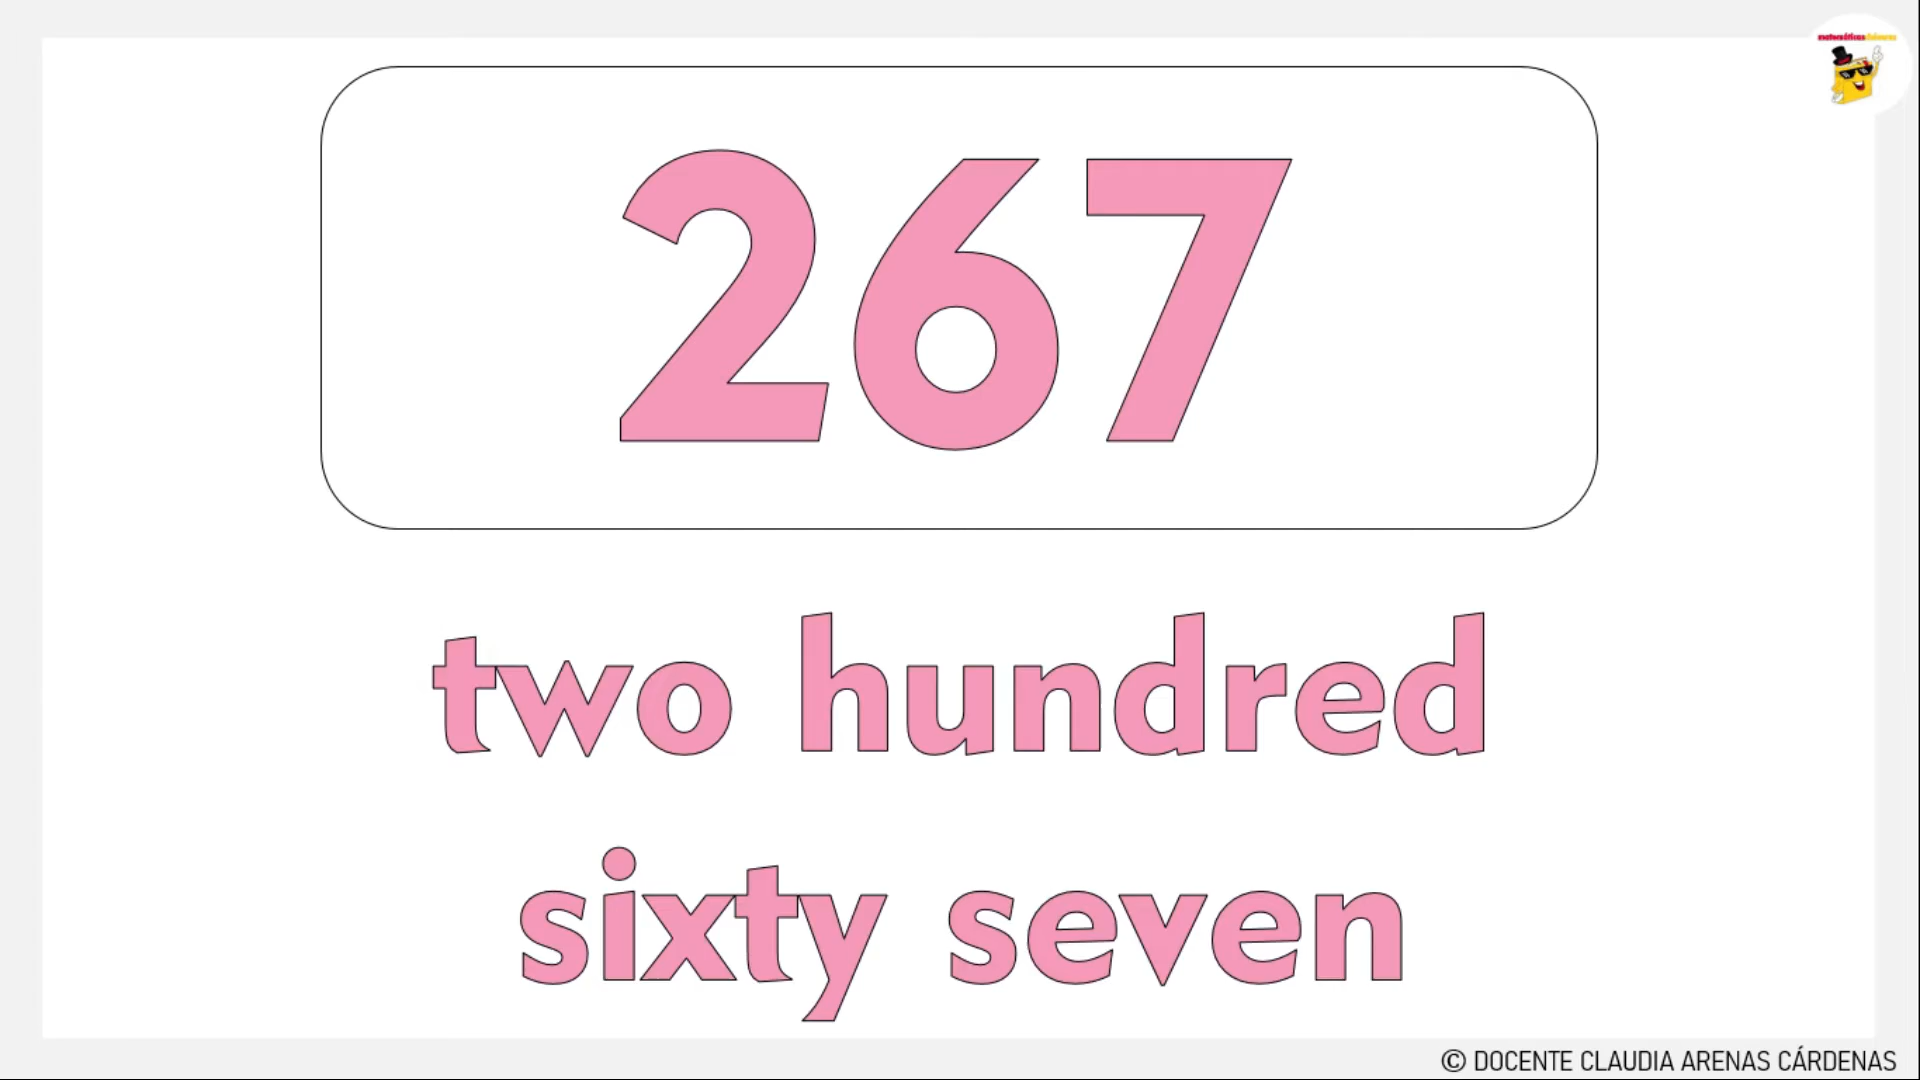 267
two hundred
sixty seven
© DOCENTE CLAUDIA ARENAS CÁRDENAS